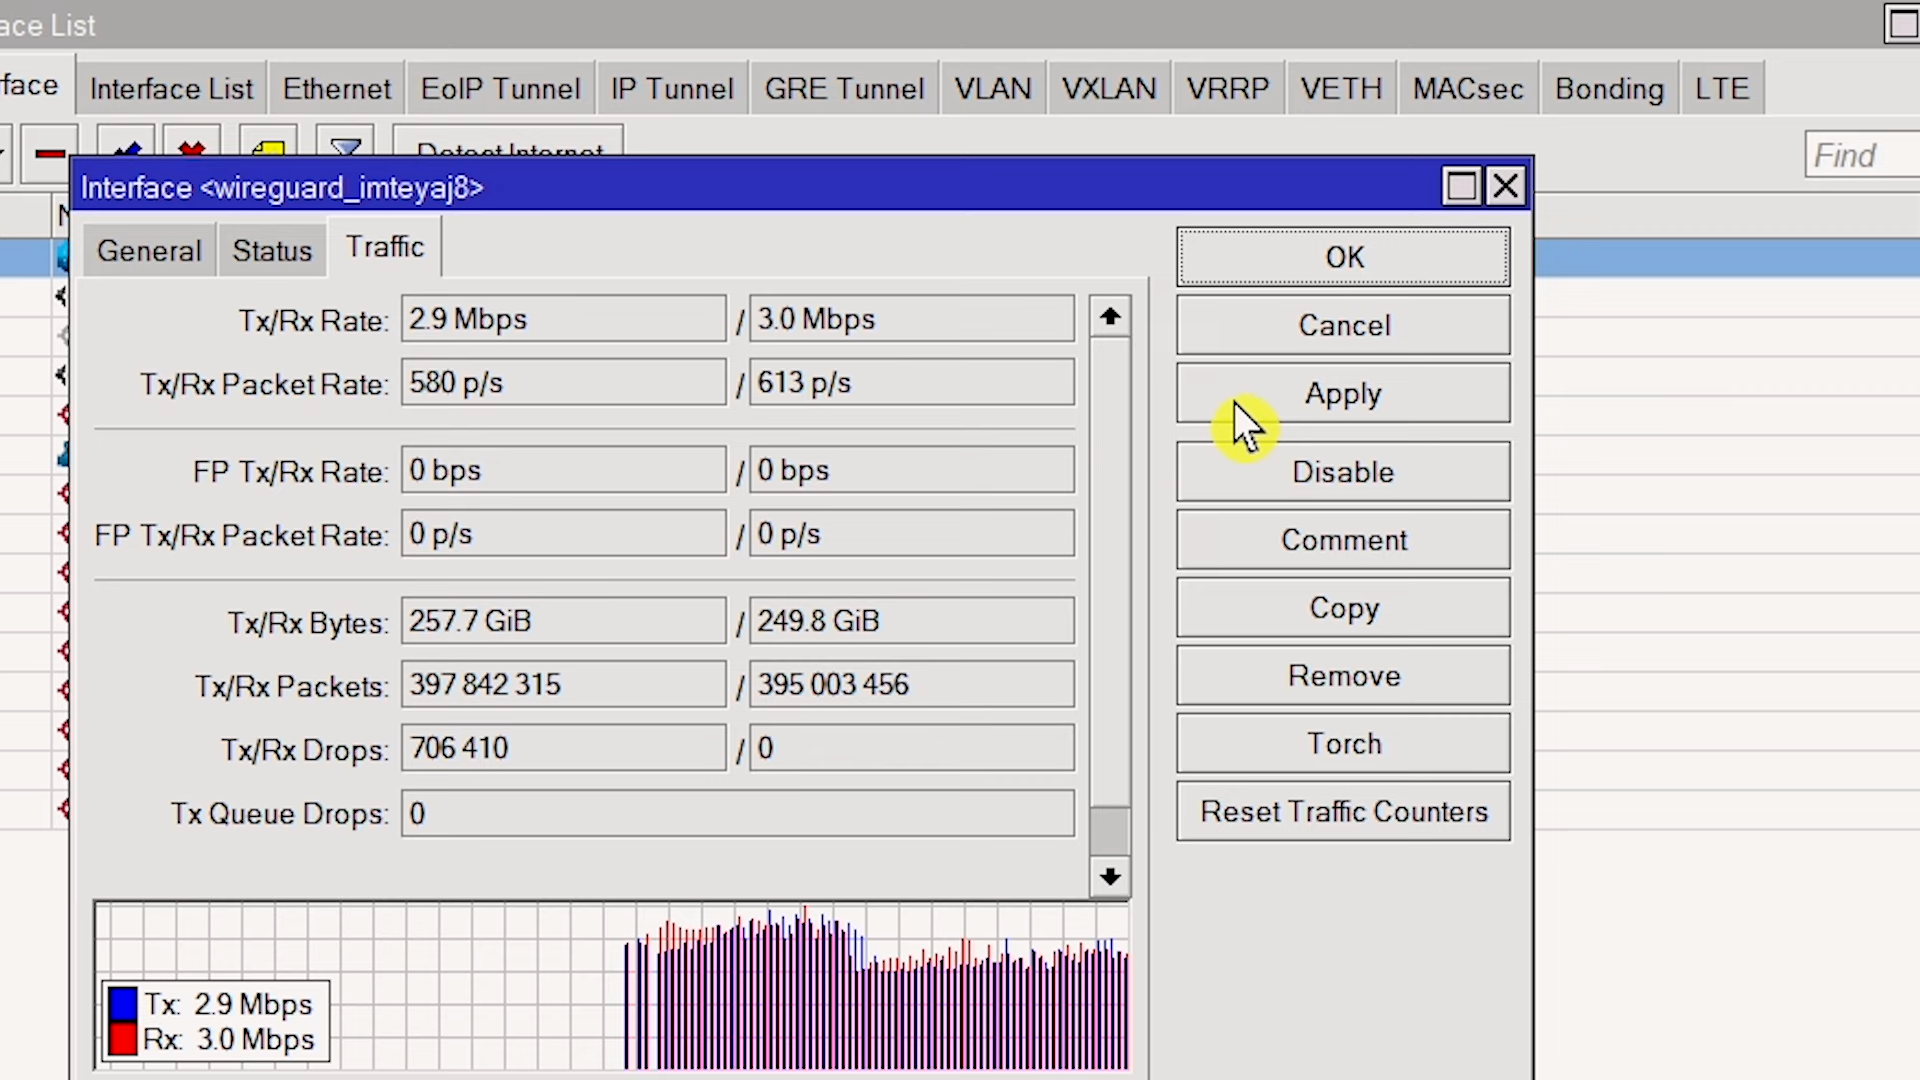 ace List
face Interface List Ethernet EoIP Tunnel IP Tunnel GRE Tunnel VLAN VXLAN VRRP VETH MACsec Bonding LTE
Detect Internet Find
Interface <wireguard_imteyaj8>
General Status Traffic
OK
Cancel
Apply
Disable
Comment
Copy
Remove
Torch
Reset Traffic Counters
Tx/Rx Rate: 2.9 Mbps / 3.0 Mbps
Tx/Rx Packet Rate: 580 p/s / 613 p/s
FP Tx/Rx Rate: 0 bps / 0 bps
FP Tx/Rx Packet Rate: 0 p/s / 0 p/s
Tx/Rx Bytes: 257.7 GiB / 249.8 GiB
Tx/Rx Packets: 397 842 315 / 395 003 456
Tx/Rx Drops: 706 410 / 0
Tx Queue Drops: 0
Tx: 2.9 Mbps
Rx: 3.0 Mbps